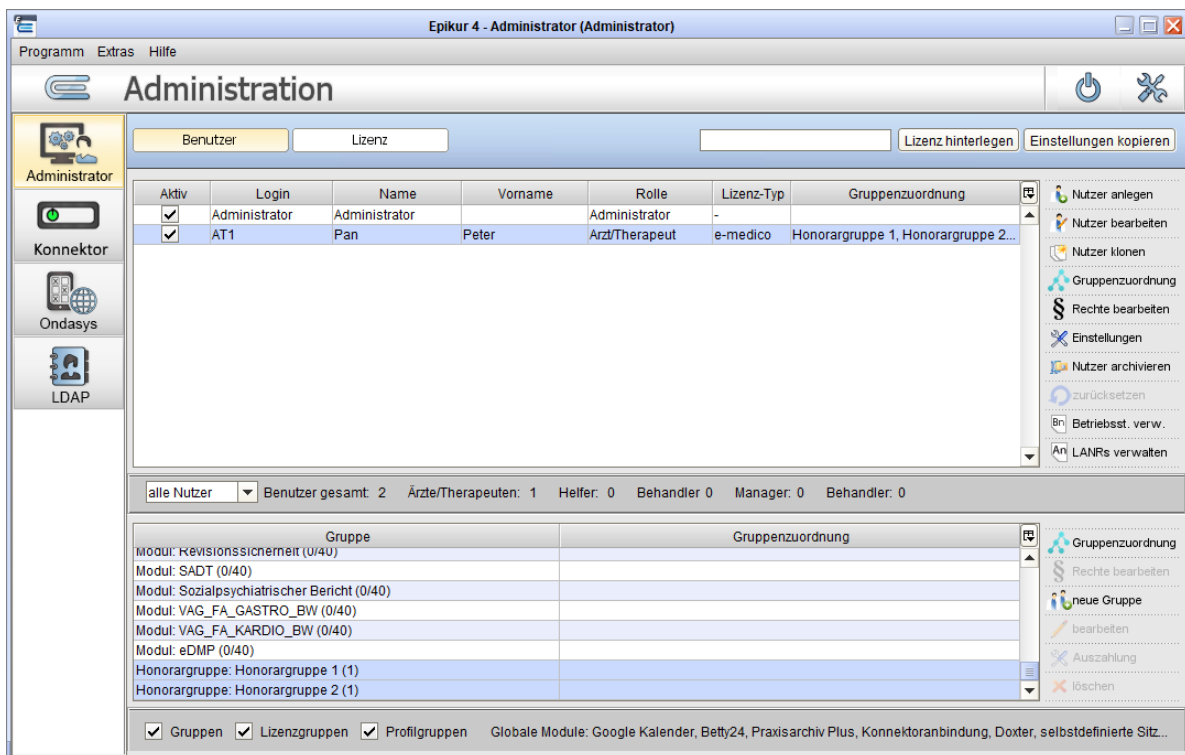 Epikur 4 - Administrator (Administrator)
Programm Extras Hilfe
Administration
Administrator
Konnektor
Ondasys
LDAP
Benutzer Lizenz Lizenz hinterlegen Einstellungen kopieren
Aktiv Login Name Vorname Rolle Lizenz-Typ Gruppenzuordnung
Administrator Administrator Administrator -
AT1 Pan Peter Arzt/Therapeut e-medico Honorargruppe 1, Honorargruppe 2...
Nutzer anlegen
Nutzer bearbeiten
Nutzer klonen
Gruppenzuordnung
§ Rechte bearbeiten
Einstellungen
Nutzer archivieren
zurücksetzen
Bn Betriebsst. verw.
An LANRs verwalten
alle Nutzer Benutzer gesamt: 2 Ärzte/Therapeuten: 1 Helfer: 0 Behandler 0 Manager: 0 Behandler: 0
Gruppe Gruppenzuordnung
Modul: Revisionssicherheit (0/40)
Modul: SADT (0/40)
Modul: Sozialpsychiatrischer Bericht (0/40)
Modul: VAG_FA_GASTRO_BW (0/40)
Modul: VAG_FA_KARDIO_BW (0/40)
Modul: eDMP (0/40)
Honorargruppe: Honorargruppe 1 (1)
Honorargruppe: Honorargruppe 2 (1)
Gruppenzuordnung
§ Rechte bearbeiten
neue Gruppe
bearbeiten
Auszahlung
löschen
Gruppen Lizenzgruppen Profilgruppen Globale Module: Google Kalender, Betty24, Praxisarchiv Plus, Konnektoranbindung, Doxter, selbstdefinierte Sitz...